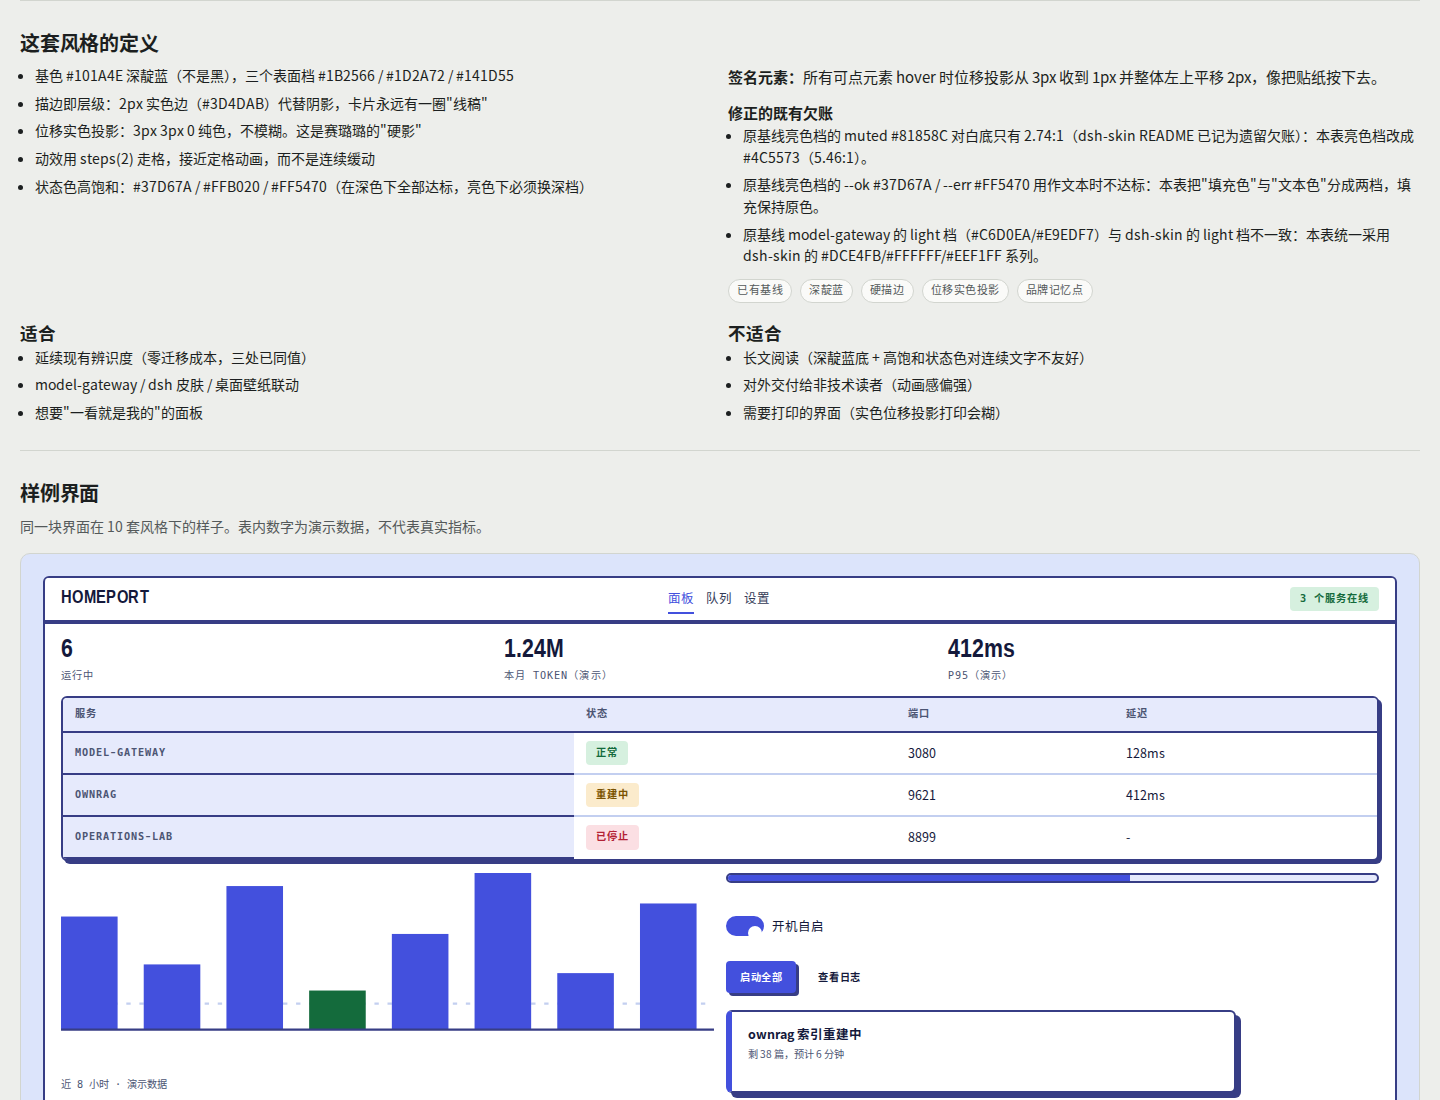 这套风格的定义
基色 #101A4E 深靛蓝（不是黑），三个表面档 #1B2566 / #1D2A72 / #141D55
描边即层级：2px 实色边（#3D4DAB）代替阴影，卡片永远有一圈"线稿"
位移实色投影：3px 3px 0 纯色，不模糊。这是赛璐璐的"硬影"
动效用 steps(2) 走格，接近定格动画，而不是连续缓动
状态色高饱和：#37D67A / #FFB020 / #FF5470（在深色下全部达标，亮色下必须换深档）
签名元素：所有可点元素 hover 时位移投影从 3px 收到 1px 并整体左上平移 2px，像把贴纸按下去。
修正的既有欠账
原基线亮色档的 muted #81858C 对白底只有 2.74:1（dsh-skin README 已记为遗留欠账）：本表亮色档改成
#4C5573（5.46:1）。
原基线亮色档的 --ok #37D67A / --err #FF5470 用作文本时不达标：本表把"填充色"与"文本色"分成两档，填
充保持原色。
原基线 model-gateway 的 light 档（#C6D0EA/#E9EDF7）与 dsh-skin 的 light 档不一致：本表统一采用
dsh-skin 的 #DCE4FB/#FFFFFF/#EEF1FF 系列。
已有基线 深靛蓝 硬描边 位移实色投影 品牌记忆点
适合
延续现有辨识度（零迁移成本，三处已同值）
model-gateway / dsh 皮肤 / 桌面壁纸联动
想要"一看就是我的"的面板
不适合
长文阅读（深靛蓝底 + 高饱和状态色对连续文字不友好）
对外交付给非技术读者（动画感偏强）
需要打印的界面（实色位移投影打印会糊）
样例界面
同一块界面在 10 套风格下的样子。表内数字为演示数据，不代表真实指标。
HOMEPORT 面板 队列 设置 3 个服务在线
6 1.24M 412ms
运行中 本月 TOKEN（演示） P95（演示）
服务 状态 端口 延迟
MODEL-GATEWAY 正常 3080 128ms
OWNRAG 重建中 9621 412ms
OPERATIONS-LAB 已停止 8899 -
近 8 小时 · 演示数据
开机自启
启动全部 查看日志
ownrag 索引重建中
剩 38 篇，预计 6 分钟